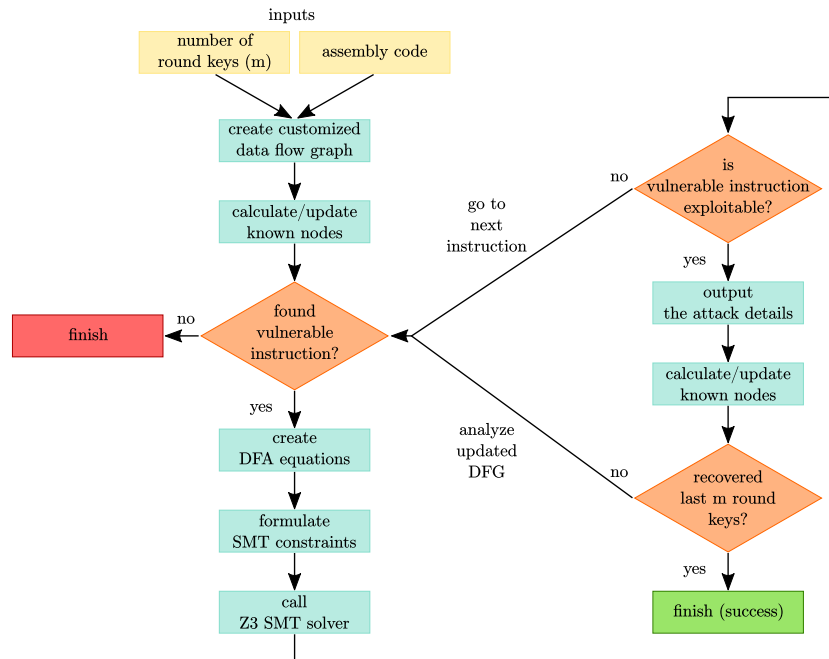 inputs
number of
round keys (m)
assembly code
create customized
data flow graph
calculate/update
known nodes
found
vulnerable
instruction?
no
finish
yes
create
DFA equations
formulate
SMT constraints
call
Z3 SMT solver
is
vulnerable instruction
exploitable?
no
go to
next
instruction
yes
output
the attack details
calculate/update
known nodes
recovered
last m round
keys?
no
analyze
updated
DFG
yes
finish (success)